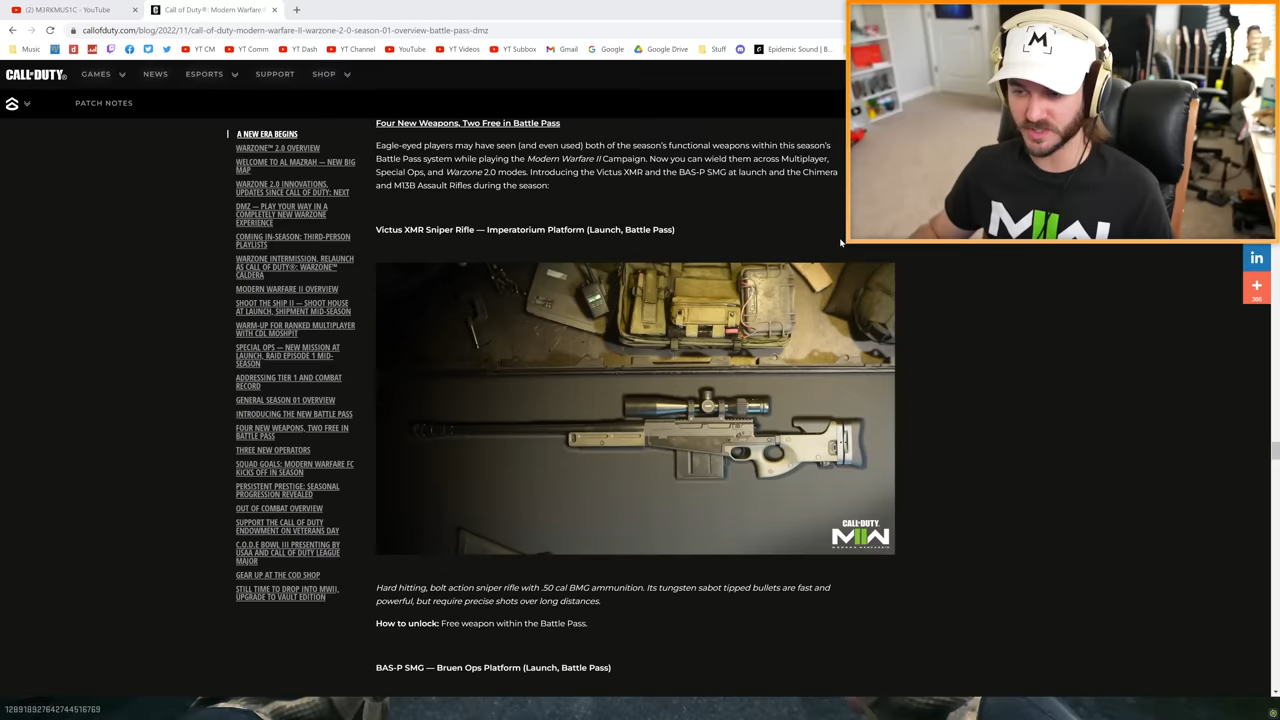 (2) M3RKMUS1C - YouTube
Call of Duty®: Modern Warfare
callofduty.com/blog/2022/11/call-of-duty-modern-warfare-II-warzone-2-0-season-01-overview-battle-pass-dmz
Music
YT CM
YT Comm
YT Dash
YT Channel
YouTube
YT Videos
YT Subbox
Gmail
Google
Google Drive
Stuff
Epidemic Sound | B...
CALL OF DUTY
GAMES
NEWS
ESPORTS
SUPPORT
SHOP
PATCH NOTES
A NEW ERA BEGINS
WARZONE™ 2.0 OVERVIEW
WELCOME TO AL MAZRAH — NEW BIG
MAP
WARZONE 2.0 INNOVATIONS,
UPDATES SINCE CALL OF DUTY: NEXT
DMZ — PLAY YOUR WAY IN A
COMPLETELY NEW WARZONE
EXPERIENCE
COMING IN-SEASON: THIRD-PERSON
PLAYLISTS
WARZONE INTERMISSION, RELAUNCH
AS CALL OF DUTY®: WARZONE™
CALDERA
MODERN WARFARE II OVERVIEW
SHOOT THE SHIP II — SHOOT HOUSE
AT LAUNCH, SHIPMENT MID-SEASON
WARM-UP FOR RANKED MULTIPLAYER
WITH CDL MOSHPIT
SPECIAL OPS — NEW MISSION AT
LAUNCH, RAID EPISODE 1 MID-
SEASON
ADDRESSING TIER 1 AND COMBAT
RECORD
GENERAL SEASON 01 OVERVIEW
INTRODUCING THE NEW BATTLE PASS
FOUR NEW WEAPONS, TWO FREE IN
BATTLE PASS
THREE NEW OPERATORS
SQUAD GOALS: MODERN WARFARE FC
KICKS OFF IN SEASON
PERSISTENT PRESTIGE: SEASONAL
PROGRESSION REVEALED
OUT OF COMBAT OVERVIEW
SUPPORT THE CALL OF DUTY
ENDOWMENT ON VETERANS DAY
C.O.D.E BOWL III PRESENTING BY
USAA AND CALL OF DUTY LEAGUE
MAJOR
GEAR UP AT THE COD SHOP
STILL TIME TO DROP INTO MWII,
UPGRADE TO VAULT EDITION
Four New Weapons, Two Free in Battle Pass
Eagle-eyed players may have seen (and even used) both of the season's functional weapons within this season's
Battle Pass system while playing the Modern Warfare II Campaign. Now you can wield them across Multiplayer,
Special Ops, and Warzone 2.0 modes. Introducing the Victus XMR and the BAS-P SMG at launch and the Chimera
and M13B Assault Rifles during the season:
Victus XMR Sniper Rifle — Imperatorium Platform (Launch, Battle Pass)
CALL OF DUTY
MWII
MODERN WARFARE II
Hard hitting, bolt action sniper rifle with .50 cal BMG ammunition. Its tungsten sabot tipped bullets are fast and
powerful, but require precise shots over long distances.
How to unlock: Free weapon within the Battle Pass.
BAS-P SMG — Bruen Ops Platform (Launch, Battle Pass)
M
MWII
in
366
12891892764274451676​9